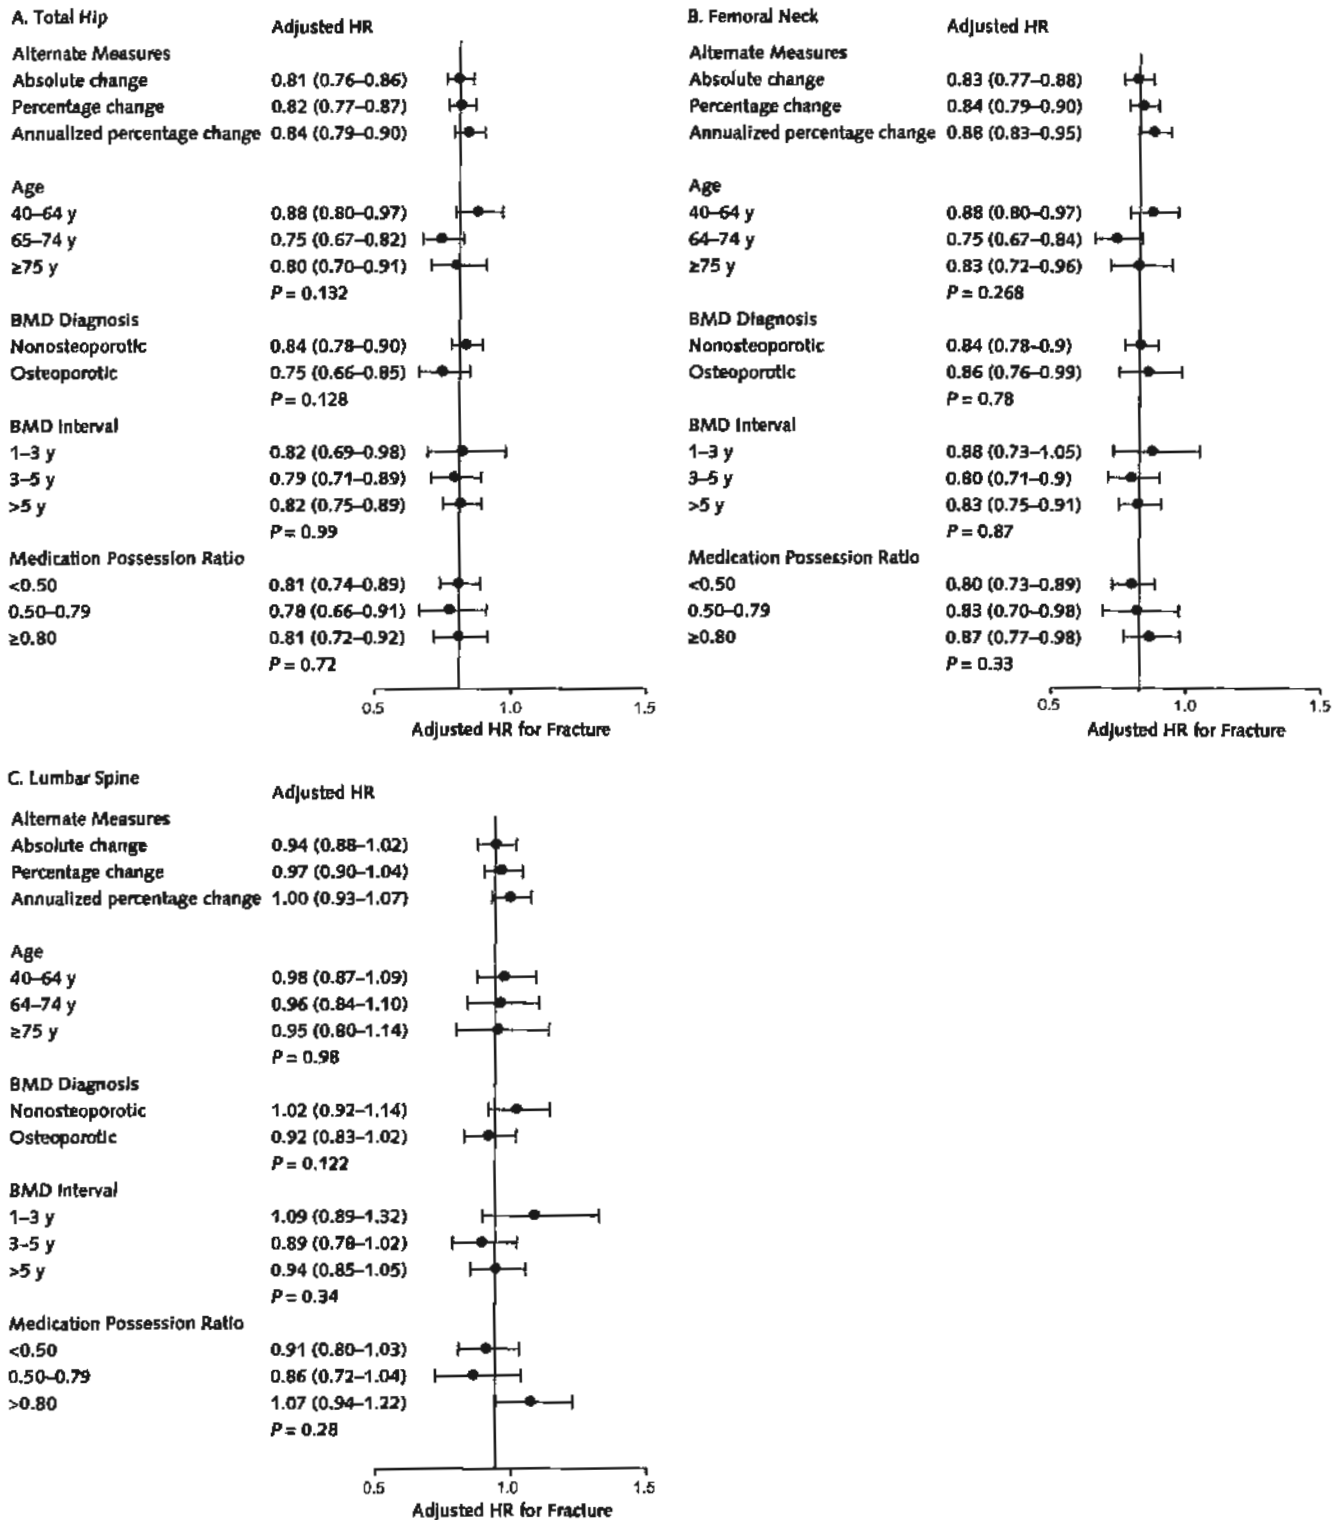 A. Total Hip
Adjusted HR
Alternate Measures
Absolute change 0.81 (0.76–0.86)
Percentage change 0.82 (0.77–0.87)
Annualized percentage change 0.84 (0.79–0.90)
Age
40–64 y 0.88 (0.80–0.97)
65–74 y 0.75 (0.67–0.82)
≥75 y 0.80 (0.70–0.91)
P = 0.132
BMD Diagnosis
Nonosteoporotic 0.84 (0.78–0.90)
Osteoporotic 0.75 (0.66–0.85)
P = 0.128
BMD Interval
1–3 y 0.82 (0.69–0.98)
3–5 y 0.79 (0.71–0.89)
>5 y 0.82 (0.75–0.89)
P = 0.99
Medication Possession Ratio
<0.50 0.81 (0.74–0.89)
0.50–0.79 0.78 (0.66–0.91)
≥0.80 0.81 (0.72–0.92)
P = 0.72
0.5 1.0 1.5
Adjusted HR for Fracture
B. Femoral Neck
Adjusted HR
Alternate Measures
Absolute change 0.83 (0.77–0.88)
Percentage change 0.84 (0.79–0.90)
Annualized percentage change 0.88 (0.83–0.95)
Age
40–64 y 0.88 (0.80–0.97)
64–74 y 0.75 (0.67–0.84)
≥75 y 0.83 (0.72–0.96)
P = 0.268
BMD Diagnosis
Nonosteoporotic 0.84 (0.78–0.9)
Osteoporotic 0.86 (0.76–0.99)
P = 0.78
BMD Interval
1–3 y 0.88 (0.73–1.05)
3–5 y 0.80 (0.71–0.9)
>5 y 0.83 (0.75–0.91)
P = 0.87
Medication Possession Ratio
<0.50 0.80 (0.73–0.89)
0.50–0.79 0.83 (0.70–0.98)
≥0.80 0.87 (0.77–0.98)
P = 0.33
0.5 1.0 1.5
Adjusted HR for Fracture
C. Lumbar Spine
Adjusted HR
Alternate Measures
Absolute change 0.94 (0.88–1.02)
Percentage change 0.97 (0.90–1.04)
Annualized percentage change 1.00 (0.93–1.07)
Age
40–64 y 0.98 (0.87–1.09)
64–74 y 0.96 (0.84–1.10)
≥75 y 0.95 (0.80–1.14)
P = 0.98
BMD Diagnosis
Nonosteoporotic 1.02 (0.92–1.14)
Osteoporotic 0.92 (0.83–1.02)
P = 0.122
BMD Interval
1–3 y 1.09 (0.89–1.32)
3–5 y 0.89 (0.78–1.02)
>5 y 0.94 (0.85–1.05)
P = 0.34
Medication Possession Ratio
<0.50 0.91 (0.80–1.03)
0.50–0.79 0.86 (0.72–1.04)
>0.80 1.07 (0.94–1.22)
P = 0.28
0.5 1.0 1.5
Adjusted HR for Fracture